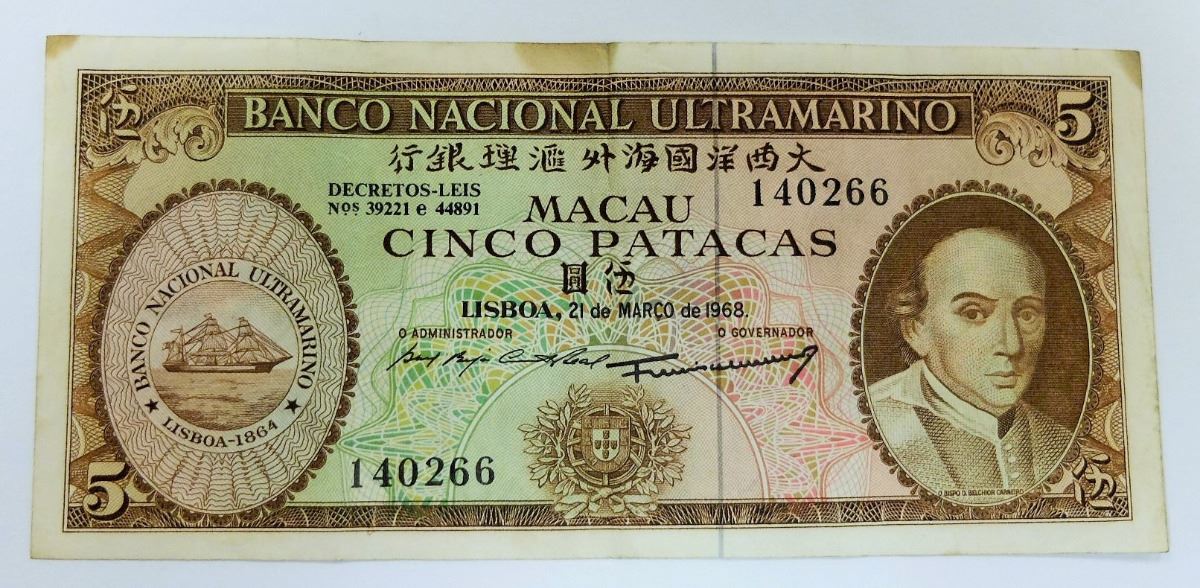 伍
BANCO NACIONAL ULTRAMARINO
5
行銀理滙外海國洋西大
DECRETOS-LEIS
Nos 39221 e 44891
140266
MACAU
CINCO PATACAS
圓伍
LISBOA, 21 de MARÇO de 1968.
O ADMINISTRADOR
O GOVERNADOR
BANCO NACIONAL ULTRAMARINO
LISBOA-1864
140266
5
O BISPO D. BELCHIOR CARNEIRO
伍